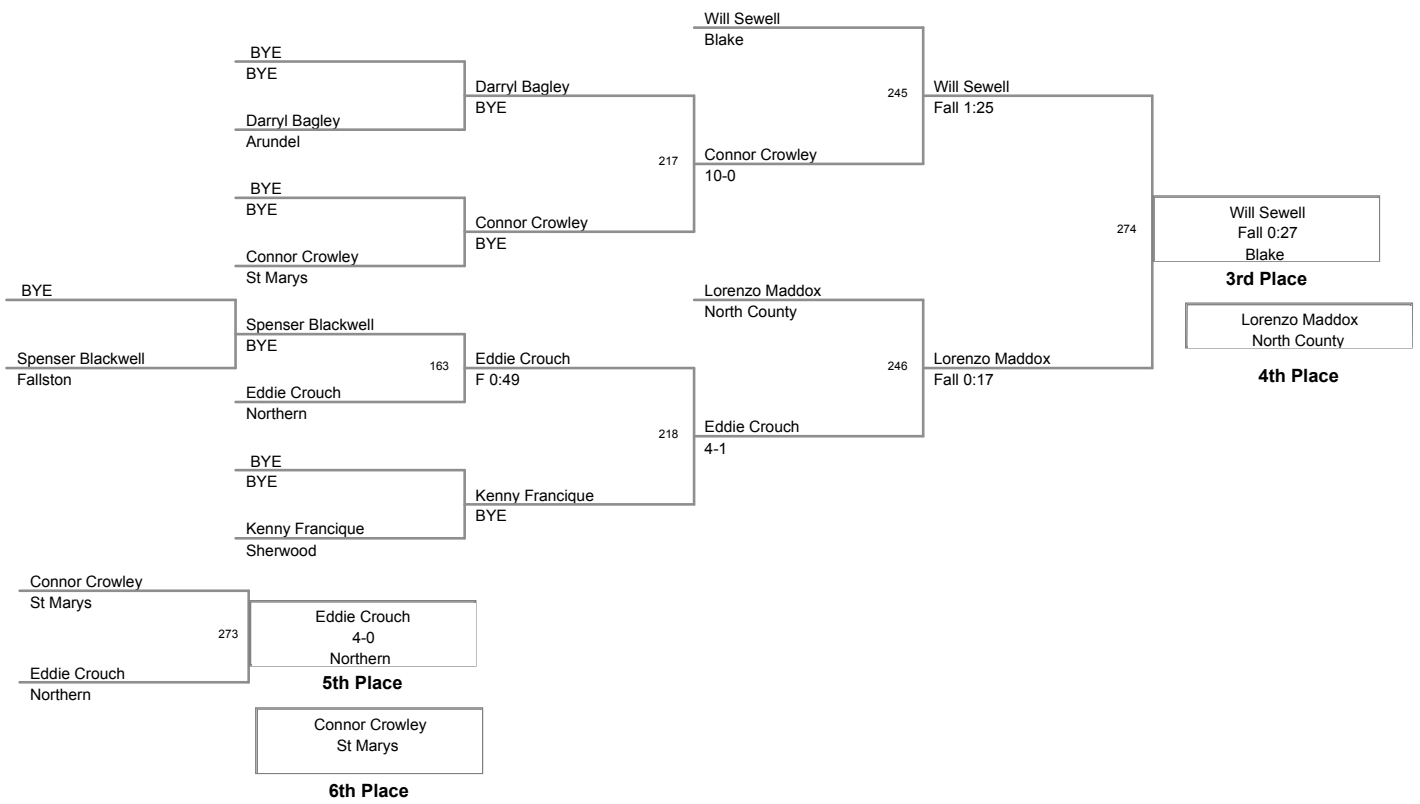 Will Sewell
Blake
BYE
BYE
Darryl Bagley
BYE
245
Will Sewell
Fall 1:25
Darryl Bagley
Arundel
217
Connor Crowley
10-0
BYE
BYE
Connor Crowley
BYE
274
Will Sewell
Fall 0:27
Blake
3rd Place
Connor Crowley
St Marys
BYE
Lorenzo Maddox
North County
Lorenzo Maddox
North County
4th Place
Spenser Blackwell
BYE
Spenser Blackwell
Fallston
163
Eddie Crouch
F 0:49
246
Lorenzo Maddox
Fall 0:17
Eddie Crouch
Northern
218
Eddie Crouch
4-1
BYE
BYE
Kenny Francique
BYE
Kenny Francique
Sherwood
Connor Crowley
St Marys
273
Eddie Crouch
4-0
Northern
5th Place
Eddie Crouch
Northern
Connor Crowley
St Marys
6th Place